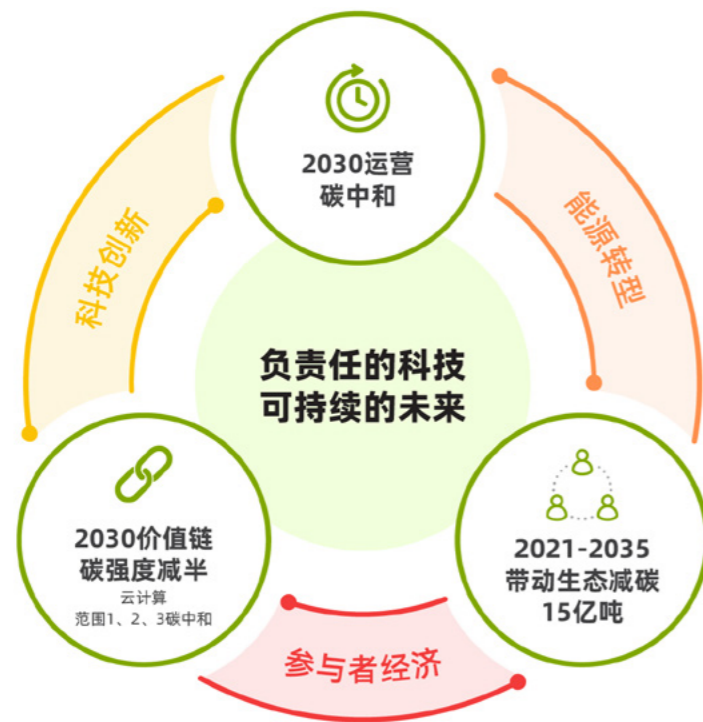 2030运营
碳中和
科技创新
能源转型
负责任的科技
可持续的未来
2030价值链
碳强度减半
云计算
范围1、2、3碳中和
2021-2035
带动生态减碳
15亿吨
参与者经济